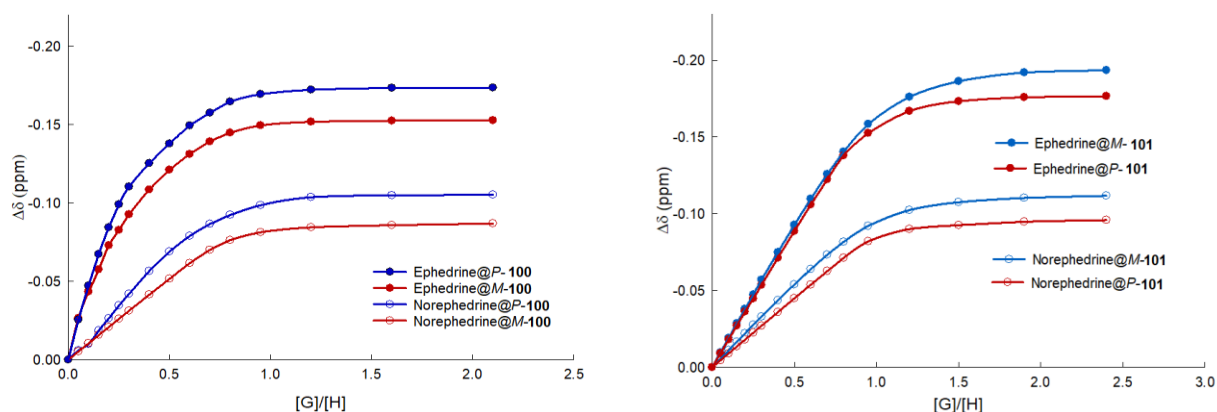 -0.20
-0.15
-0.10
-0.05
0.00
Δδ (ppm)
0.0 0.5 1.0 1.5 2.0 2.5
[G]/[H]
Ephedrine@P-100
Ephedrine@M-100
Norephedrine@P-100
Norephedrine@M-100
-0.20
-0.15
-0.10
-0.05
0.00
Δδ (ppm)
0.0 0.5 1.0 1.5 2.0 2.5 3.0
[G]/[H]
Ephedrine@M-101
Ephedrine@P-101
Norephedrine@M-101
Norephedrine@P-101